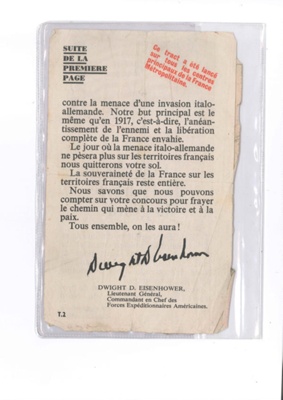 SUITE
DE LA
PREMIERE
PAGE
Ce tract a été lancé
sur tous les centres
principaux de la France
Métropolitaine.
contre la menace d'une invasion italo-
allemande. Notre but principal est le
même qu'en 1917, c'est-à-dire, l'anéan-
tissement de l'ennemi et la libération
complète de la France envahie.
Le jour où la menace italo-allemande
ne pèsera plus sur les territoires français
nous quitterons votre sol.
La souveraineté de la France sur les
territoires français reste entière.
Nous savons que nous pouvons
compter sur votre concours pour frayer
le chemin qui mène à la victoire et à la
paix.
Tous ensemble, on les aura!
Dwight D Eisenhower
DWIGHT D. EISENHOWER,
Lieutenant Général,
Commandant en Chef des
Forces Expéditionnaires Américaines.
T.2